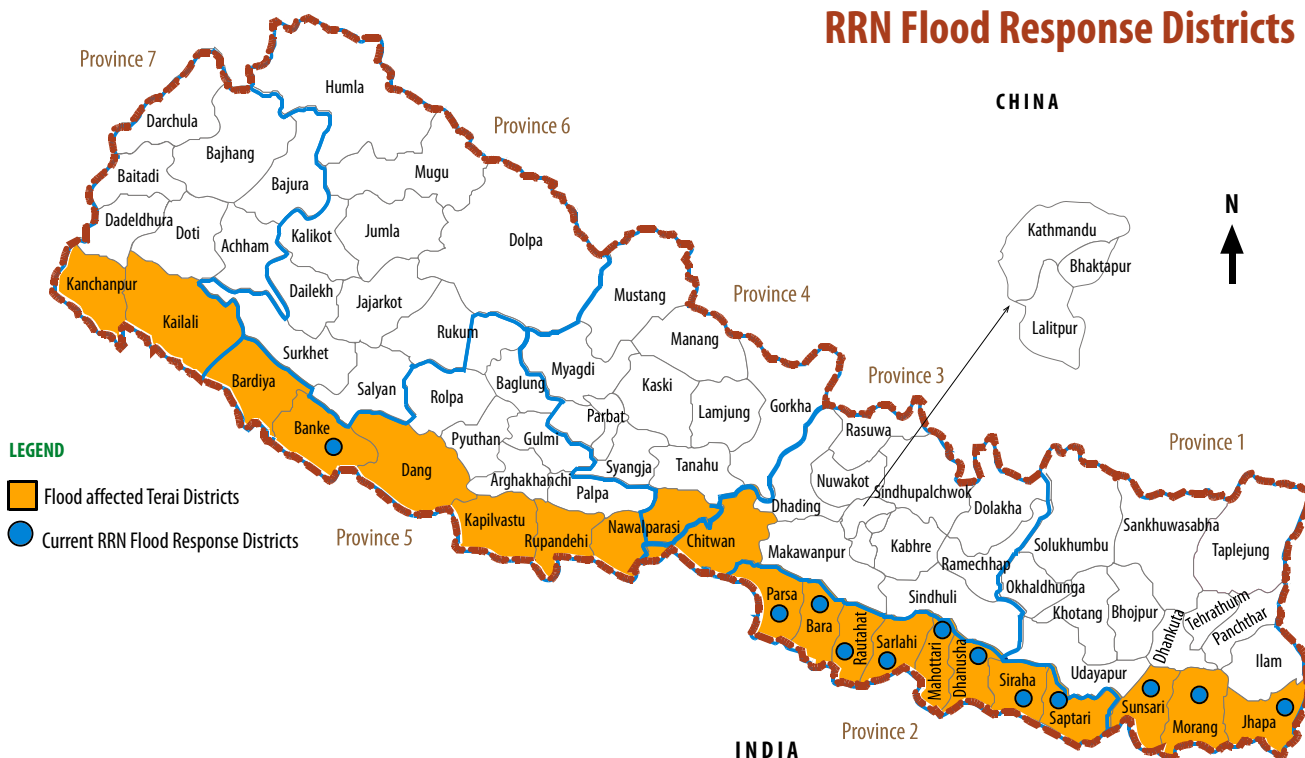 RRN Flood Response Districts
CHINA
N
Province 7
Province 6
Province 4
Province 3
Province 1
Province 5
Province 2
Humla
Darchula
Bajhang
Baitadi
Bajura
Mugu
Dadeldhura
Doti
Achham
Kalikot
Jumla
Dolpa
Kanchanpur
Kailali
Dailekh
Jajarkot
Mustang
Manang
Surkhet
Rukum
Myagdi
Kaski
Lamjung
Gorkha
Bardiya
Salyan
Rolpa
Baglung
Parbat
Banke
Pyuthan
Gulmi
Syangja
Tanahu
Dang
Arghakhanchi
Palpa
Kapilvastu
Rupandehi
Nawalparasi
Chitwan
Kathmandu
Bhaktapur
Lalitpur
Rasuwa
Nuwakot
Sindhupalchwok
Dhading
Dolakha
Makawanpur
Kabhre
Ramechhap
Sindhuli
Sankhuwasabha
Solukhumbu
Taplejung
Okhaldhunga
Khotang
Bhojpur
Dhankuta
Tehrathurm
Panchthar
Ilam
Udayapur
Parsa
Bara
Rautahat
Sarlahi
Mahottari
Dhanusha
Siraha
Saptari
Sunsari
Morang
Jhapa
INDIA
LEGEND
Flood affected Terai Districts
Current RRN Flood Response Districts